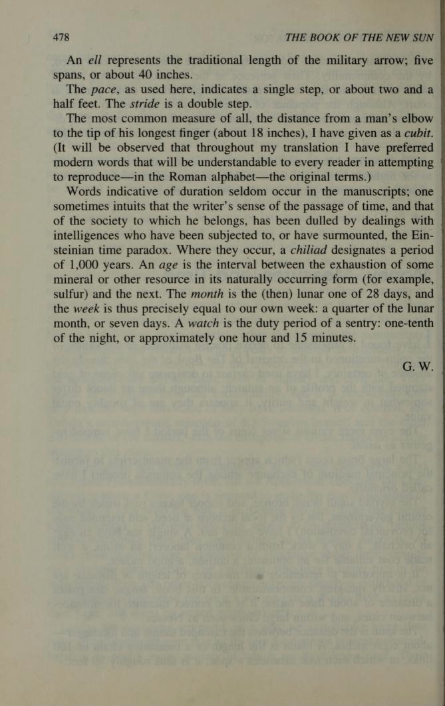 478 THE BOOK OF THE NEW SUN
An ell represents the traditional length of the military arrow; five
spans, or about 40 inches.
The pace, as used here, indicates a single step, or about two and a
half feet. The stride is a double step.
The most common measure of all, the distance from a man's elbow
to the tip of his longest finger (about 18 inches), I have given as a cubit.
(It will be observed that throughout my translation I have preferred
modern words that will be understandable to every reader in attempting
to reproduce—in the Roman alphabet—the original terms.)
Words indicative of duration seldom occur in the manuscripts; one
sometimes intuits that the writer's sense of the passage of time, and that
of the society to which he belongs, has been dulled by dealings with
intelligences who have been subjected to, or have surmounted, the Ein-
steinian time paradox. Where they occur, a chiliad designates a period
of 1,000 years. An age is the interval between the exhaustion of some
mineral or other resource in its naturally occurring form (for example,
sulfur) and the next. The month is the (then) lunar one of 28 days, and
the week is thus precisely equal to our own week: a quarter of the lunar
month, or seven days. A watch is the duty period of a sentry: one-tenth
of the night, or approximately one hour and 15 minutes.
G. W.